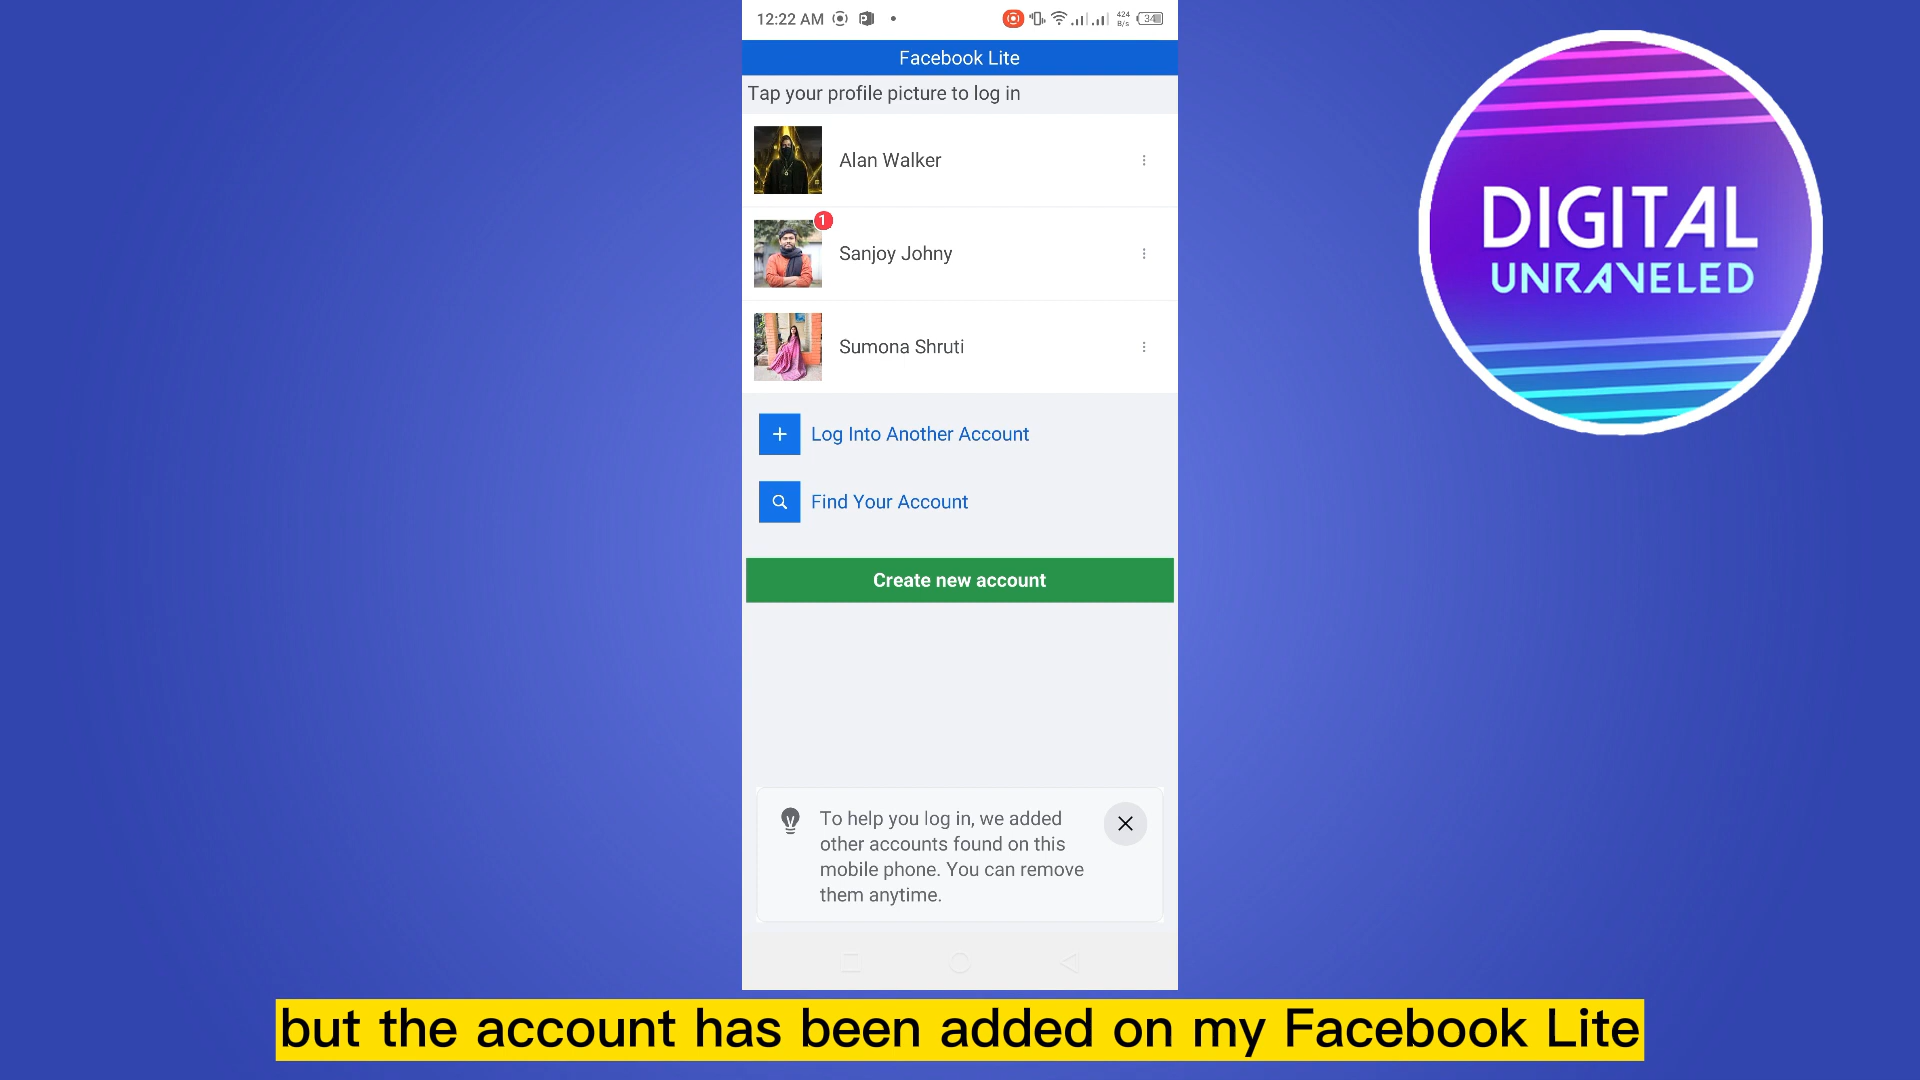 12:22 AM
424
B/s
34
Facebook Lite
Tap your profile picture to log in
Alan Walker
1
Sanjoy Johny
Sumona Shruti
Log Into Another Account
Find Your Account
Create new account
To help you log in, we added
other accounts found on this
mobile phone. You can remove
them anytime.
DIGITAL
UNRAVELED
but the account has been added on my Facebook Lite